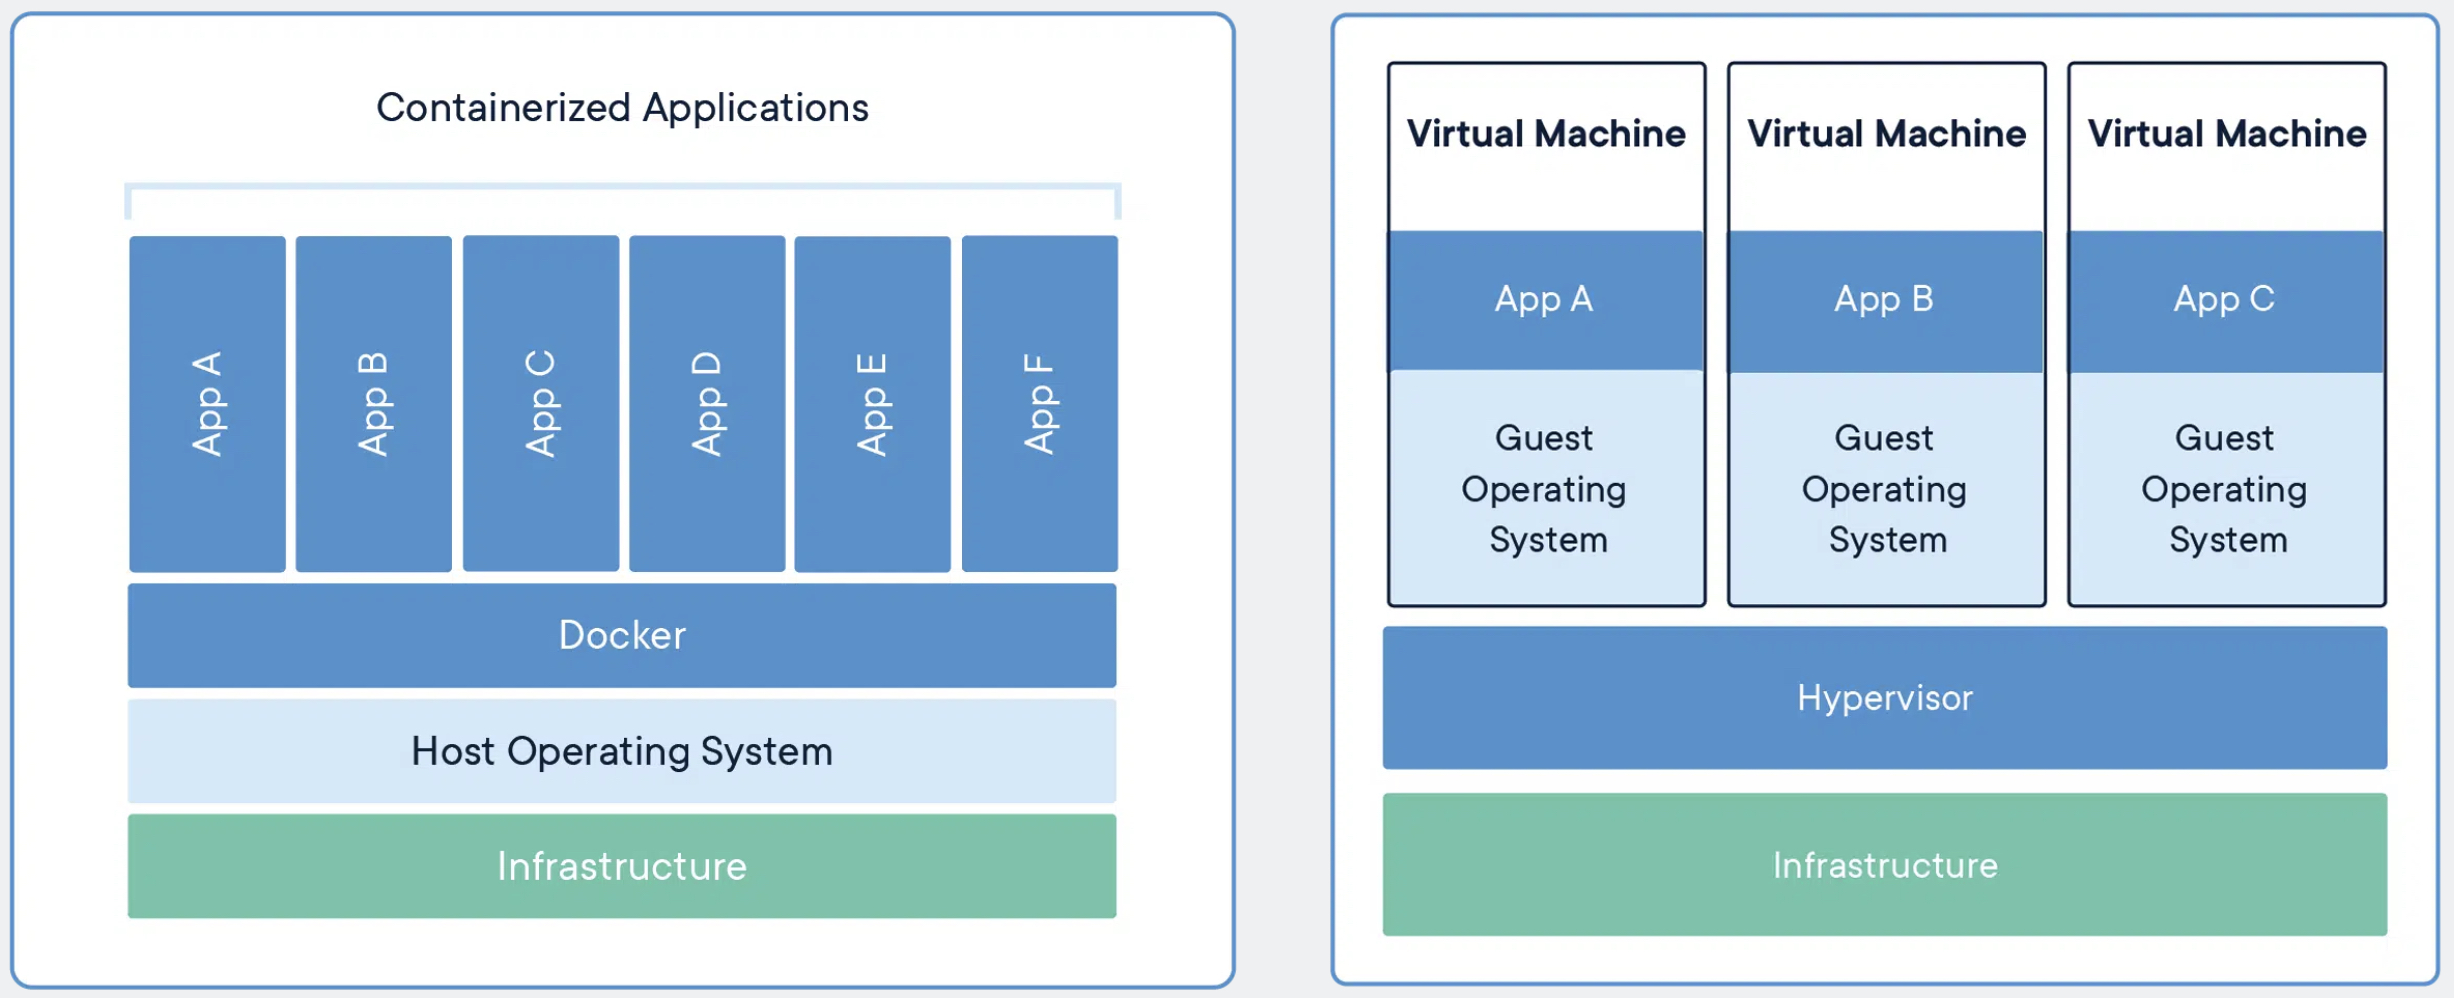 Containerized Applications
App A
App B
App C
App D
App E
App F
Docker
Host Operating System
Infrastructure
Virtual Machine
App A
Guest
Operating
System
Virtual Machine
App B
Guest
Operating
System
Virtual Machine
App C
Guest
Operating
System
Hypervisor
Infrastructure